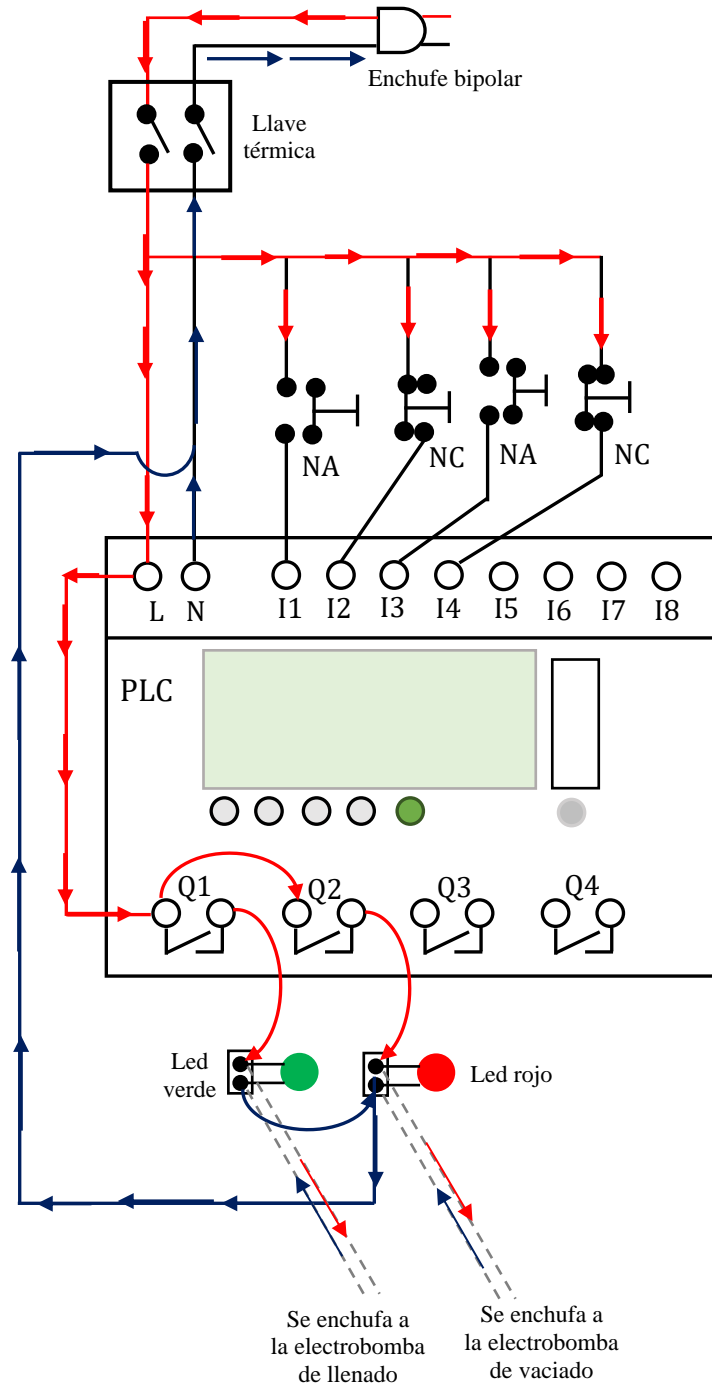 Enchufe bipolar
Llave
térmica
NA
NC
NA
NC
L
N
I1
I2
I3
I4
I5
I6
I7
I8
PLC
Q1
Q2
Q3
Q4
Led
verde
Led rojo
Se enchufa a
la electrobomba
de llenado
Se enchufa a
la electrobomba
de vaciado